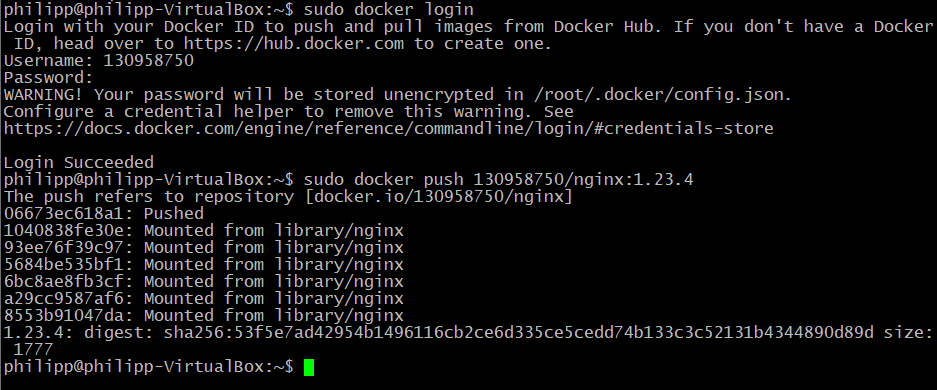 philipp@philipp-VirtualBox:~$ sudo docker login
Login with your Docker ID to push and pull images from Docker Hub. If you don't have a Docker
 ID, head over to https://hub.docker.com to create one.
Username: 130958750
Password:
WARNING! Your password will be stored unencrypted in /root/.docker/config.json.
Configure a credential helper to remove this warning. See
https://docs.docker.com/engine/reference/commandline/login/#credentials-store

Login Succeeded
philipp@philipp-VirtualBox:~$ sudo docker push 130958750/nginx:1.23.4
The push refers to repository [docker.io/130958750/nginx]
06673ec618a1: Pushed
1040838fe30e: Mounted from library/nginx
93ee76f39c97: Mounted from library/nginx
5684be535bf1: Mounted from library/nginx
6bc8ae8fb3cf: Mounted from library/nginx
a29cc9587af6: Mounted from library/nginx
8553b91047da: Mounted from library/nginx
1.23.4: digest: sha256:53f5e7ad42954b1496116cb2ce6d335ce5cedd74b133c3c52131b4344890d89d size:
 1777
philipp@philipp-VirtualBox:~$